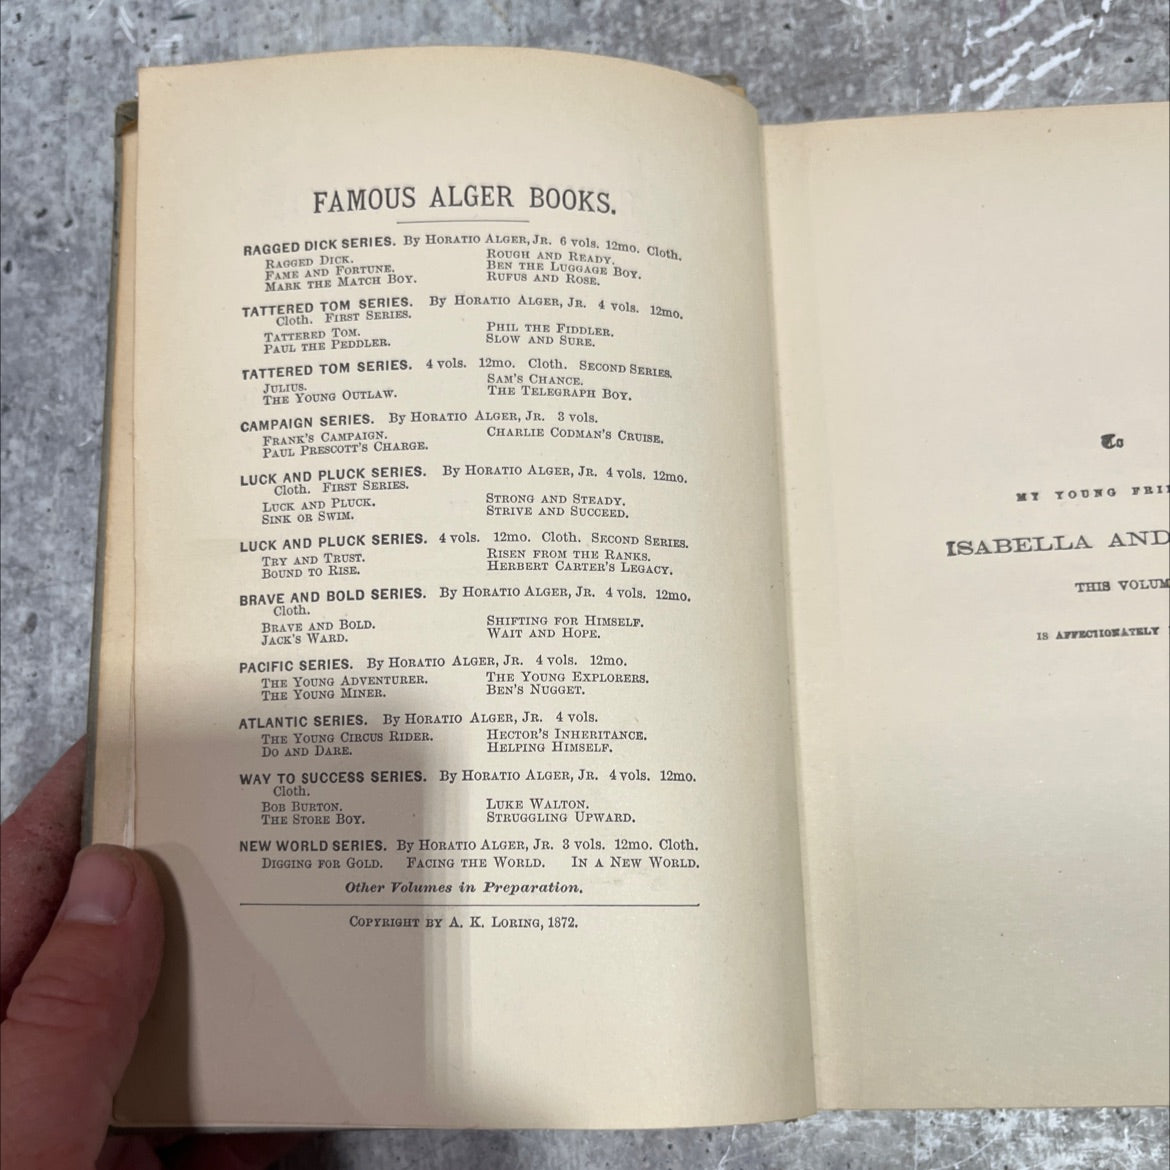 FAMOUS ALGER BOOKS.
RAGGED DICK SERIES. By HORATIO ALGER, JR. 6 vols. 12mo. Cloth.
RAGGED DICK. ROUGH AND READY.
FAME AND FORTUNE. BEN THE LUGGAGE BOY.
MARK THE MATCH BOY. RUFUS AND ROSE.
TATTERED TOM SERIES. By HORATIO ALGER, JR. 4 vols. 12mo.
Cloth. FIRST SERIES.
TATTERED TOM. PHIL THE FIDDLER.
PAUL THE PEDDLER. SLOW AND SURE.
TATTERED TOM SERIES. 4 vols. 12mo. Cloth. SECOND SERIES.
JULIUS. SAM'S CHANCE.
THE YOUNG OUTLAW. THE TELEGRAPH BOY.
CAMPAIGN SERIES. By HORATIO ALGER, JR. 3 vols.
FRANK'S CAMPAIGN. CHARLIE CODMAN'S CRUISE.
PAUL PRESCOTT'S CHARGE.
LUCK AND PLUCK SERIES. By HORATIO ALGER, JR. 4 vols. 12mo.
Cloth. FIRST SERIES.
LUCK AND PLUCK. STRONG AND STEADY.
SINK OR SWIM. STRIVE AND SUCCEED.
LUCK AND PLUCK SERIES. 4 vols. 12mo. Cloth. SECOND SERIES.
TRY AND TRUST. RISEN FROM THE RANKS.
BOUND TO RISE. HERBERT CARTER'S LEGACY.
BRAVE AND BOLD SERIES. By HORATIO ALGER, JR. 4 vols. 12mo.
Cloth.
BRAVE AND BOLD. SHIFTING FOR HIMSELF.
JACK'S WARD. WAIT AND HOPE.
PACIFIC SERIES. By HORATIO ALGER, JR. 4 vols. 12mo.
THE YOUNG ADVENTURER. THE YOUNG EXPLORERS.
THE YOUNG MINER. BEN'S NUGGET.
ATLANTIC SERIES. By HORATIO ALGER, JR. 4 vols.
THE YOUNG CIRCUS RIDER. HECTOR'S INHERITANCE.
DO AND DARE. HELPING HIMSELF.
WAY TO SUCCESS SERIES. By HORATIO ALGER, JR. 4 vols. 12mo.
Cloth.
BOB BURTON. LUKE WALTON.
THE STORE BOY. STRUGGLING UPWARD.
NEW WORLD SERIES. By HORATIO ALGER, JR. 3 vols. 12mo. Cloth.
DIGGING FOR GOLD. FACING THE WORLD. IN A NEW WORLD.
Other Volumes in Preparation.
COPYRIGHT BY A. K. LORING, 1872.
To
MY YOUNG
ISABELLA AND
THIS
IS AFFECTIONATELY